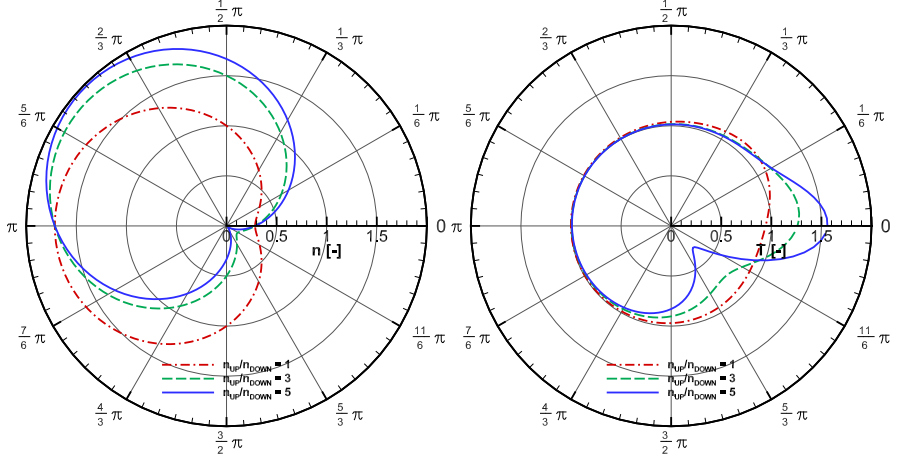 1/2 π 1/2 π
2/3 π 1/3 π 2/3 π 1/3 π
5/6 π 1/6 π 5/6 π 1/6 π
π 0 0.5 1 1.5 0 π 0 0.5 1 1.5 0
n [-] T [-]
7/6 π 11/6 π 7/6 π 11/6 π
n_UP/n_DOWN = 1 n_UP/n_DOWN = 1
n_UP/n_DOWN = 3 n_UP/n_DOWN = 3
n_UP/n_DOWN = 5 n_UP/n_DOWN = 5
4/3 π 5/3 π 4/3 π 5/3 π
3/2 π 3/2 π